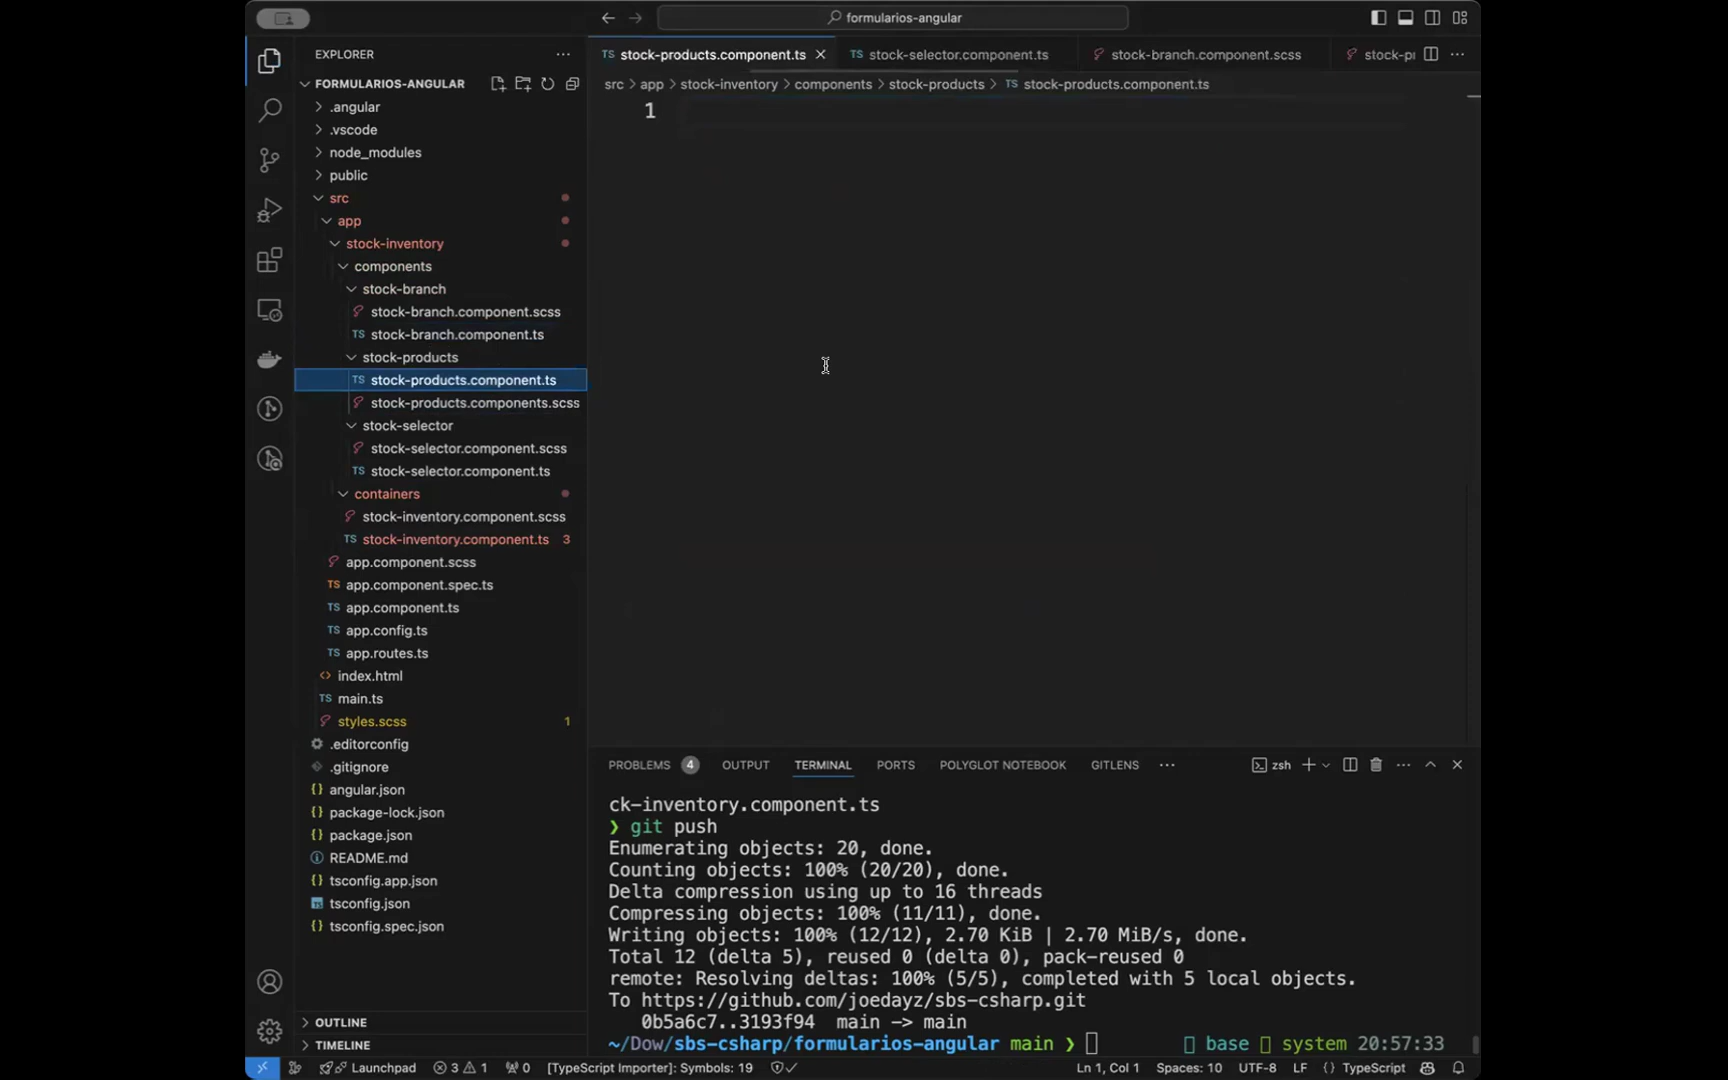 formularios-angular
EXPLORER
stock-products.component.ts
stock-selector.component.ts
stock-branch.component.scss
stock-pr
FORMULARIOS-ANGULAR
src > app > stock-inventory > components > stock-products > TS stock-products.component.ts
1
.angular
.vscode
node_modules
public
src
app
stock-inventory
components
stock-branch
stock-branch.component.scss
TS stock-branch.component.ts
stock-products
TS stock-products.component.ts
stock-products.components.scss
stock-selector
stock-selector.component.scss
TS stock-selector.component.ts
containers
stock-inventory.component.scss
TS stock-inventory.component.ts 3
app.component.scss
TS app.component.spec.ts
TS app.component.ts
TS app.config.ts
TS app.routes.ts
<> index.html
TS main.ts
styles.scss 1
.editorconfig
.gitignore
{} angular.json
{} package-lock.json
{} package.json
README.md
{} tsconfig.app.json
tsconfig.json
{} tsconfig.spec.json
OUTLINE
TIMELINE
PROBLEMS 4 OUTPUT TERMINAL PORTS POLYGLOT NOTEBOOK GITLENS ··· zsh
ck-inventory.component.ts
❯ git push
Enumerating objects: 20, done.
Counting objects: 100% (20/20), done.
Delta compression using up to 16 threads
Compressing objects: 100% (11/11), done.
Writing objects: 100% (12/12), 2.70 KiB | 2.70 MiB/s, done.
Total 12 (delta 5), reused 0 (delta 0), pack-reused 0
remote: Resolving deltas: 100% (5/5), completed with 5 local objects.
To https://github.com/joedayz/sbs-csharp.git
0b5a6c7..3193f94 main -> main
~/Dow/sbs-csharp/formularios-angular main ❯ base system 20:57:33
Launchpad 3 1 0 [TypeScript Importer]: Symbols: 19 Ln 1, Col 1 Spaces: 10 UTF-8 LF {} TypeScript